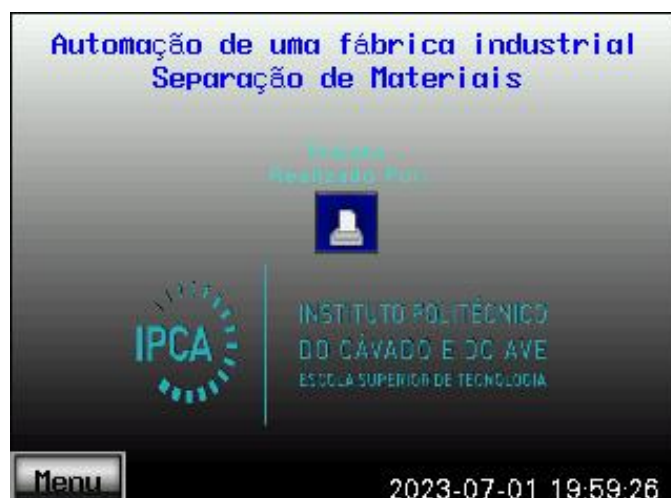 Automação de uma fábrica industrial
Separação de Materiais
Realizado Por:
IPCA
INSTITUTO POLITÉCNICO
DO CÁVADO E DO AVE
ESCOLA SUPERIOR DE TECNOLOGIA
Menu
2023-07-01 19:59:26